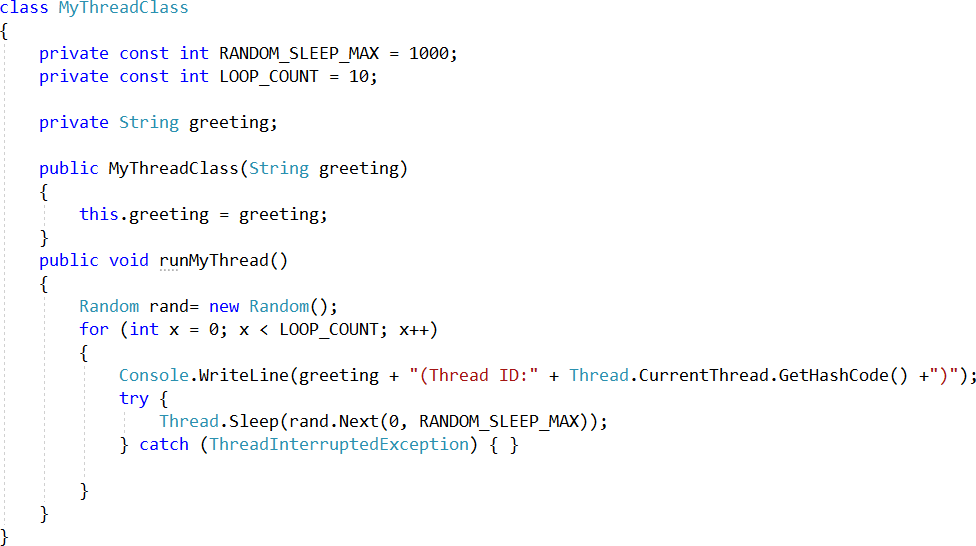 class MyThreadClass
{
    private const int RANDOM_SLEEP_MAX = 1000;
    private const int LOOP_COUNT = 10;

    private String greeting;

    public MyThreadClass(String greeting)
    {
        this.greeting = greeting;
    }
    public void runMyThread()
    {
        Random rand= new Random();
        for (int x = 0; x < LOOP_COUNT; x++)
        {
            Console.WriteLine(greeting + "(Thread ID:" + Thread.CurrentThread.GetHashCode() +")");
            try {
                Thread.Sleep(rand.Next(0, RANDOM_SLEEP_MAX));
            } catch (ThreadInterruptedException) { }

        }
    }
}